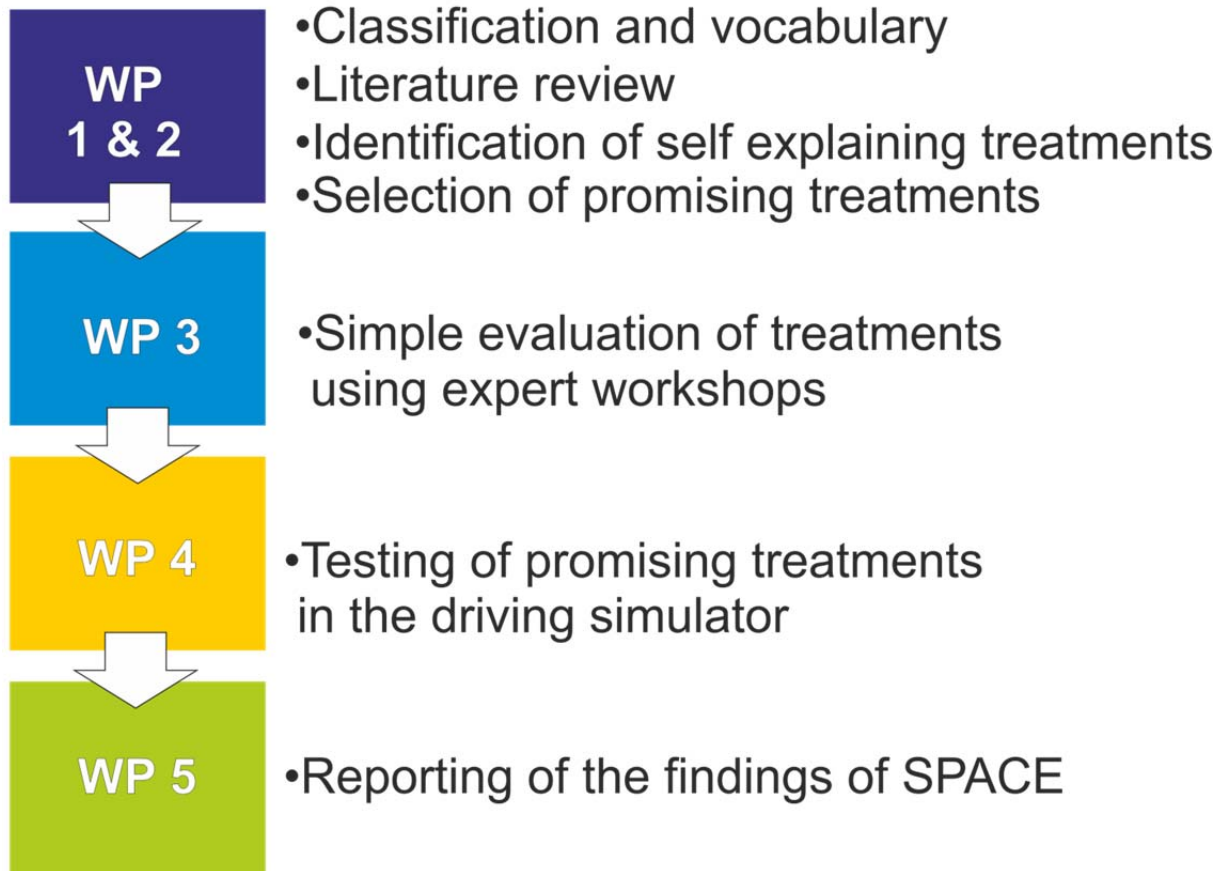 WP
1 & 2
•Classification and vocabulary
•Literature review
•Identification of self explaining treatments
•Selection of promising treatments
WP 3
•Simple evaluation of treatments
using expert workshops
WP 4
•Testing of promising treatments
in the driving simulator
WP 5
•Reporting of the findings of SPACE